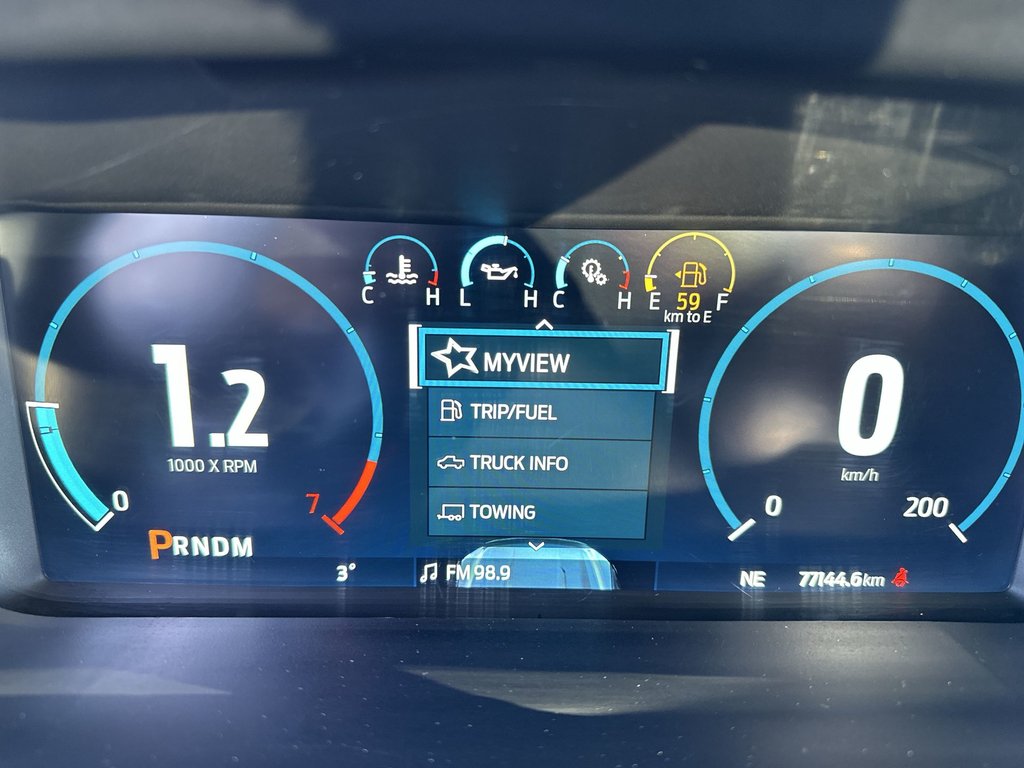 C H
L H
C H
E 59 F
km to E
1.2
1000 X RPM
0
7
PRNDM
3°
MYVIEW
TRIP/FUEL
TRUCK INFO
TOWING
FM 98.9
0
km/h
0
200
NE
77144.6km